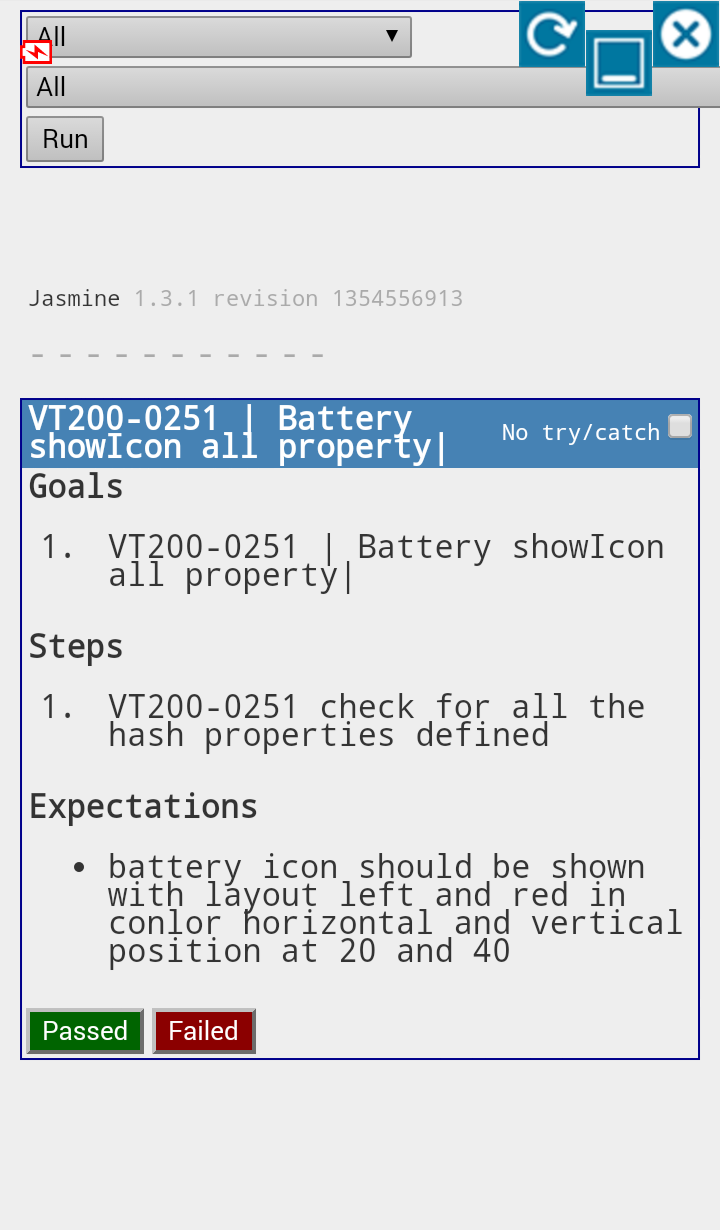 All ▼
All
Run
Jasmine 1.3.1 revision 1354556913
VT200-0251 | Battery
showIcon all property|
No try/catch
Goals
1. VT200-0251 | Battery showIcon
all property|
Steps
1. VT200-0251 check for all the
hash properties defined
Expectations
• battery icon should be shown
with layout left and red in
conlor horizontal and vertical
position at 20 and 40
Passed Failed